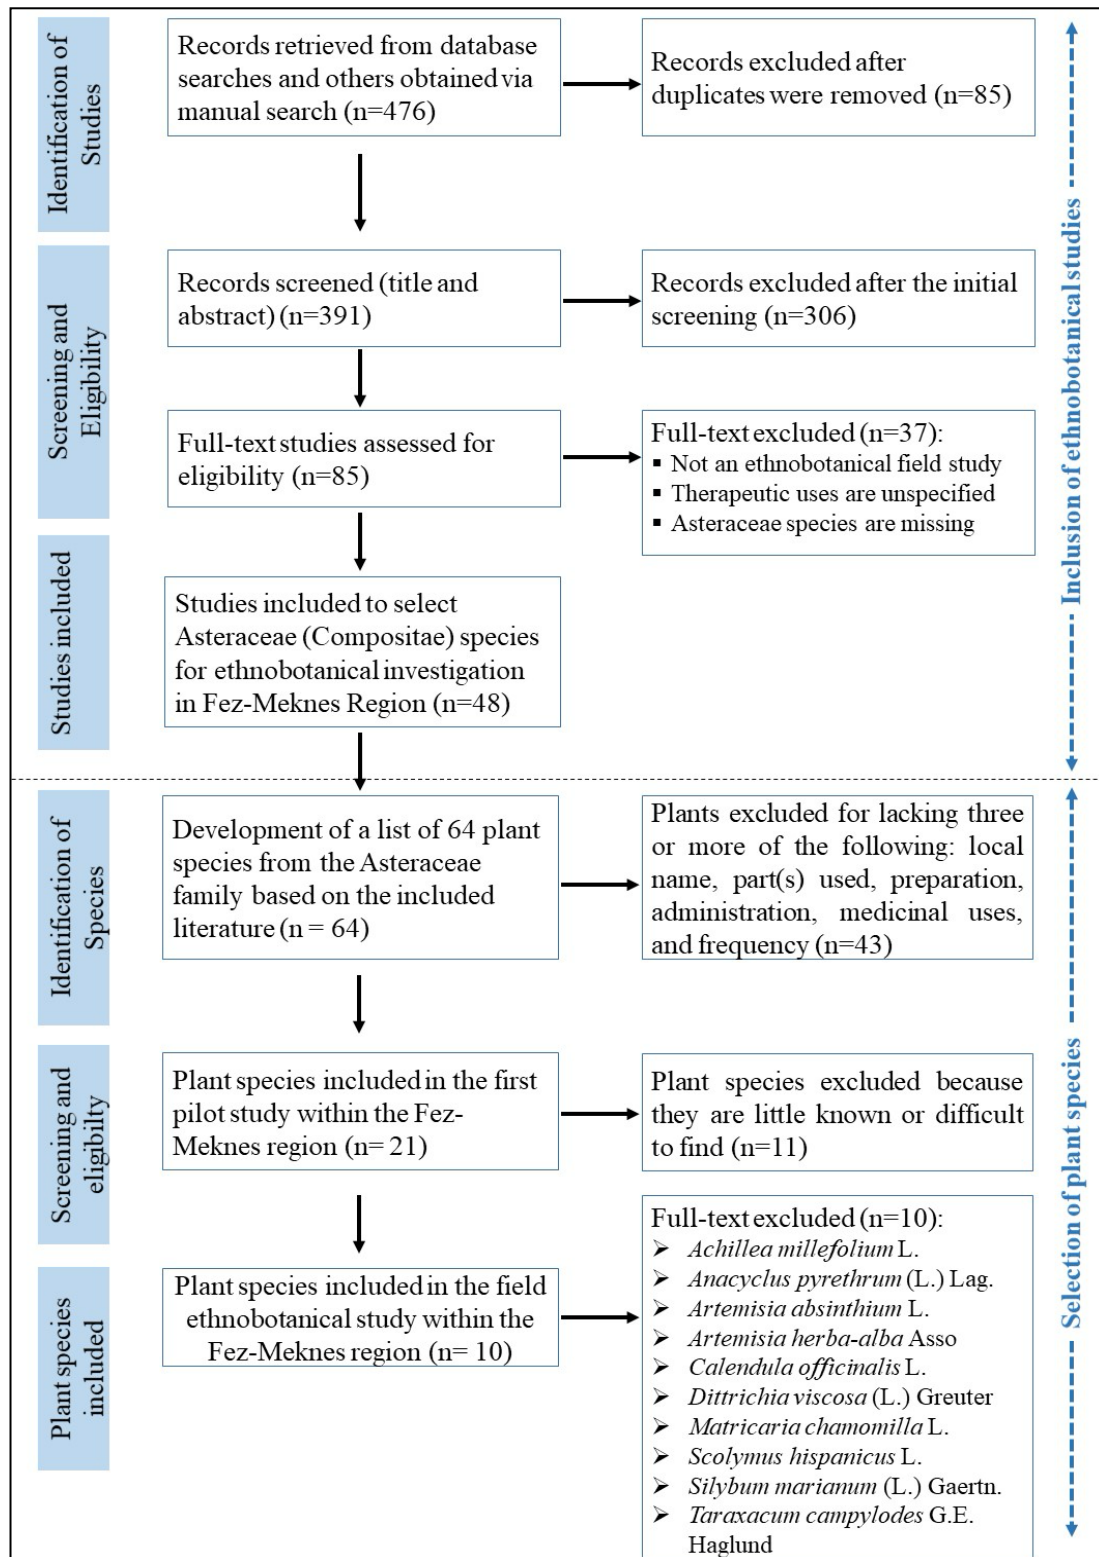 Identification of
Studies
Records retrieved from database
searches and others obtained via
manual search (n=476)
Records excluded after
duplicates were removed (n=85)
Screening and
Eligibility
Records screened (title and
abstract) (n=391)
Records excluded after the initial
screening (n=306)
Full-text studies assessed for
eligibility (n=85)
Full-text excluded (n=37):
▪ Not an ethnobotanical field study
▪ Therapeutic uses are unspecified
▪ Asteraceae species are missing
Studies included
Studies included to select
Asteraceae (Compositae) species
for ethnobotanical investigation
in Fez-Meknes Region (n=48)
Inclusion of ethnobotanical studies
Identification of
Species
Development of a list of 64 plant
species from the Asteraceae
family based on the included
literature (n = 64)
Plants excluded for lacking three
or more of the following: local
name, part(s) used, preparation,
administration, medicinal uses,
and frequency (n=43)
Screening and
eligibilty
Plant species included in the first
pilot study within the Fez-
Meknes region (n= 21)
Plant species excluded because
they are little known or difficult
to find (n=11)
Plant species
included
Plant species included in the field
ethnobotanical study within the
Fez-Meknes region (n= 10)
Full-text excluded (n=10):
➢ Achillea millefolium L.
➢ Anacyclus pyrethrum (L.) Lag.
➢ Artemisia absinthium L.
➢ Artemisia herba-alba Asso
➢ Calendula officinalis L.
➢ Dittrichia viscosa (L.) Greuter
➢ Matricaria chamomilla L.
➢ Scolymus hispanicus L.
➢ Silybum marianum (L.) Gaertn.
➢ Taraxacum campylodes G.E.
Haglund
Selection of plant species